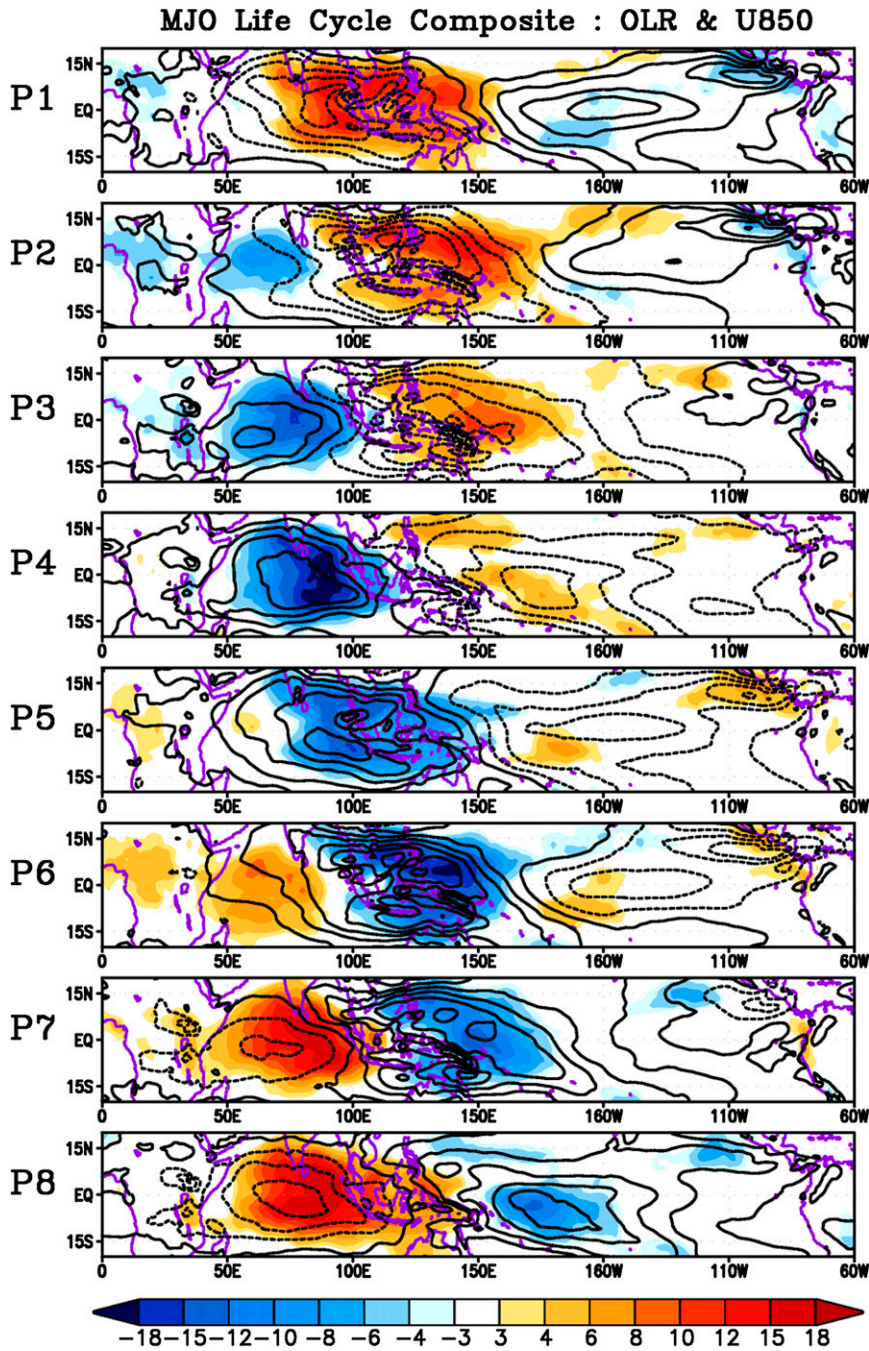 MJO Life Cycle Composite : OLR & U850
P1
15N
EQ
15S
0 50E 100E 150E 160W 110W 60W
P2
15N
EQ
15S
0 50E 100E 150E 160W 110W 60W
P3
15N
EQ
15S
0 50E 100E 150E 160W 110W 60W
P4
15N
EQ
15S
0 50E 100E 150E 160W 110W 60W
P5
15N
EQ
15S
0 50E 100E 150E 160W 110W 60W
P6
15N
EQ
15S
0 50E 100E 150E 160W 110W 60W
P7
15N
EQ
15S
0 50E 100E 150E 160W 110W 60W
P8
15N
EQ
15S
0 50E 100E 150E 160W 110W 60W
-18 -15 -12 -10 -8 -6 -4 -3 3 4 6 8 10 12 15 18